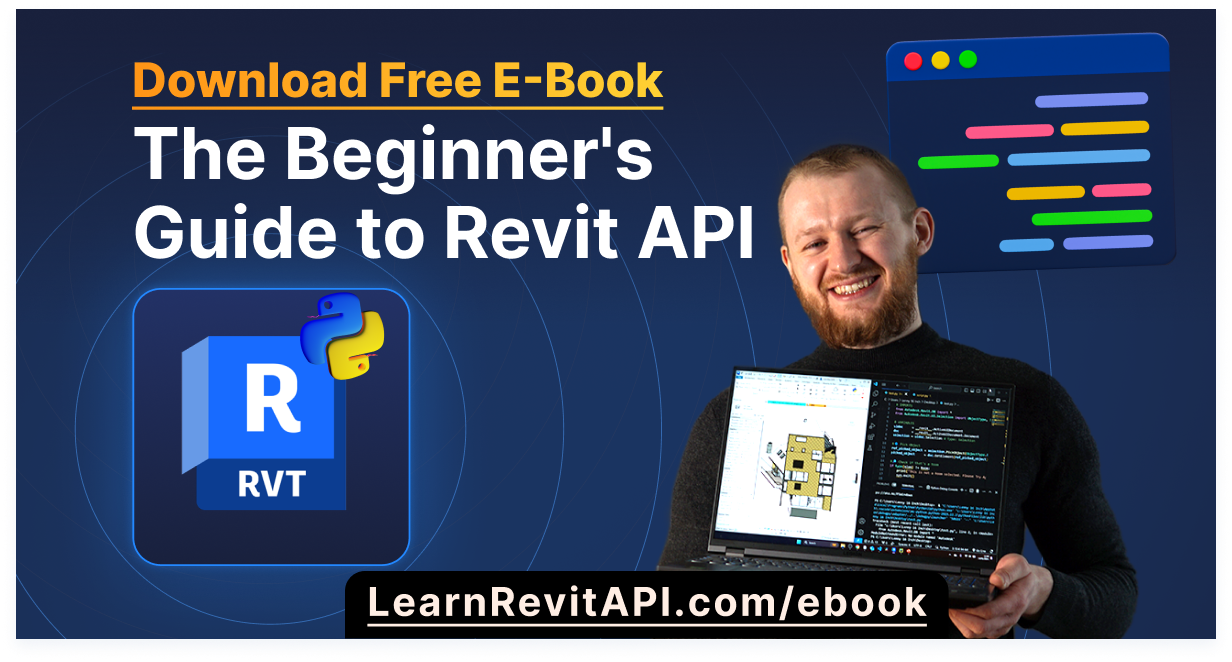 Download Free E-Book
The Beginner's
Guide to Revit API
R
RVT
LearnRevitAPI.com/ebook